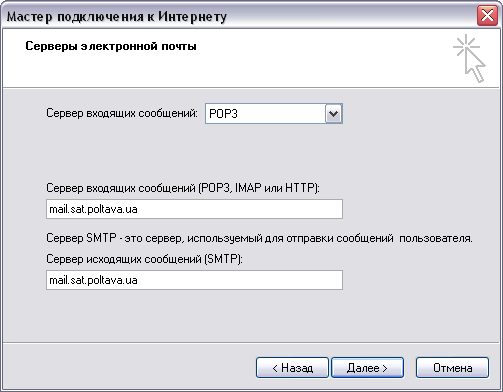 Мастер подключения к Интернету
Серверы электронной почты
Сервер входящих сообщений: POP3
Сервер входящих сообщений (POP3, IMAP или HTTP):
mail.sat.poltava.ua
Сервер SMTP - это сервер, используемый для отправки сообщений пользователя.
Сервер исходящих сообщений (SMTP):
mail.sat.poltava.ua
< Назад Далее > Отмена